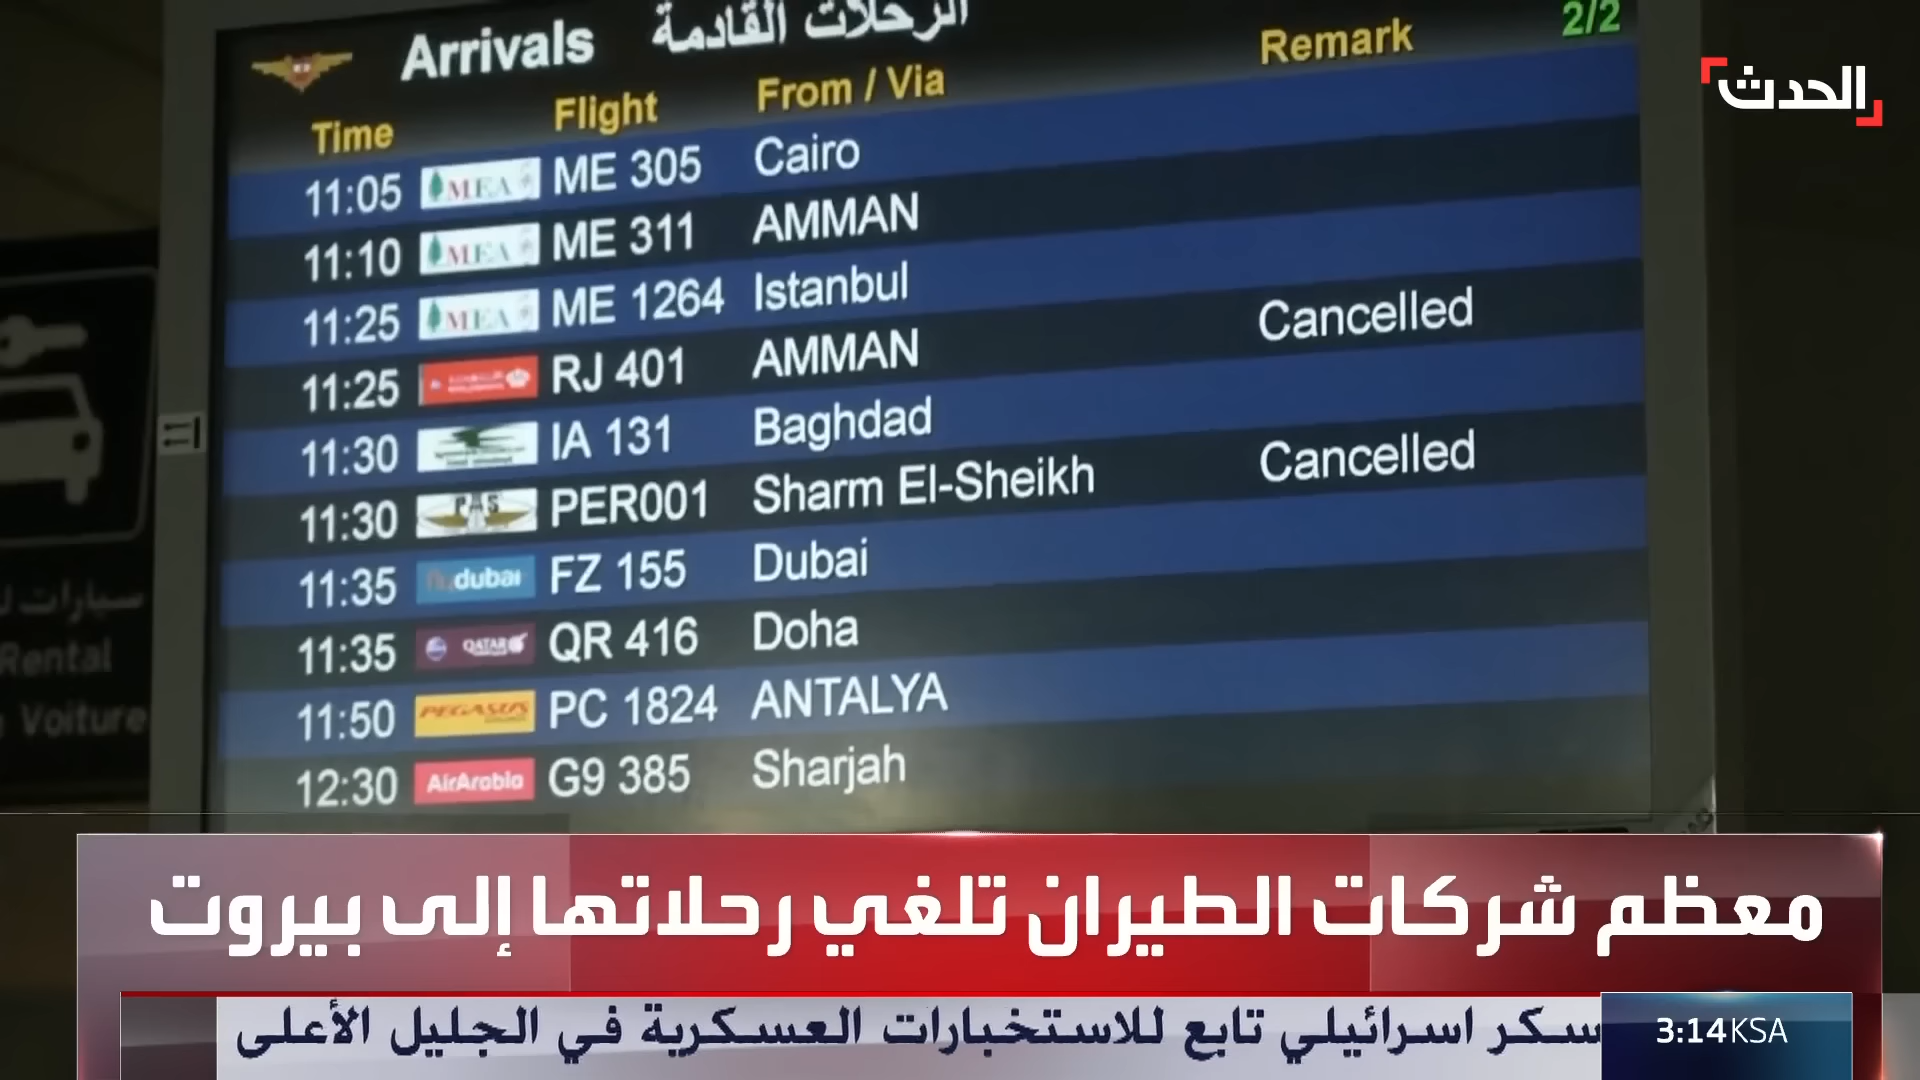 Arrivals الرحلات القادمة 2/2
الحدث
Time Flight From / Via Remark
11:05 MEA ME 305 Cairo
11:10 MEA ME 311 AMMAN
11:25 MEA ME 1264 Istanbul
11:25 RJ 401 AMMAN Cancelled
11:30 IA 131 Baghdad
11:30 PER001 Sharm El-Sheikh Cancelled
11:35 flydubai FZ 155 Dubai
11:35 QATAR QR 416 Doha
11:50 PEGASUS PC 1824 ANTALYA
12:30 AirArabia G9 385 Sharjah
سيارات
Rental
Voiture
معظم شركات الطيران تلغي رحلاتها إلى بيروت
سكر اسرائيلي تابع للاستخبارات العسكرية في الجليل الأعلى
3:14 KSA